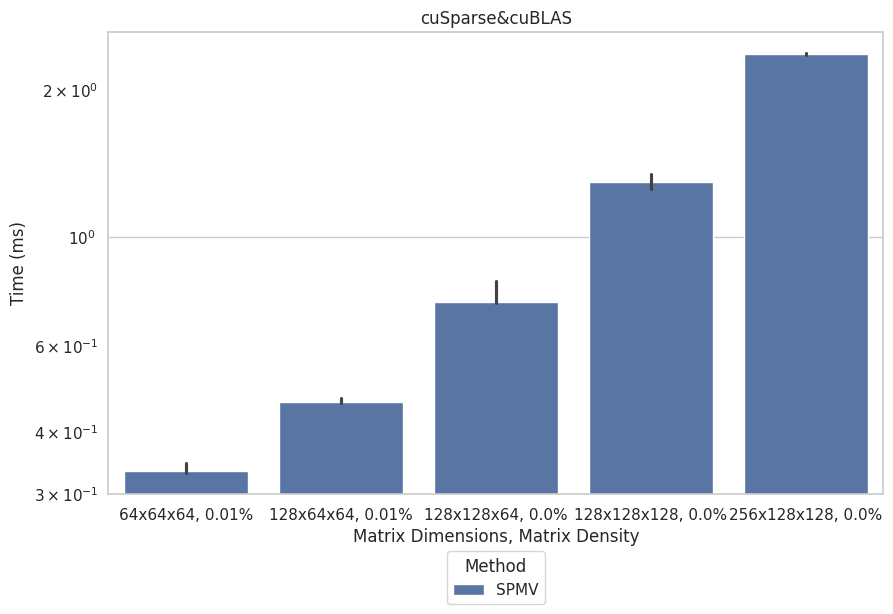 cuSparse&cuBLAS
Time (ms)
2 × 10⁰
10⁰
6 × 10⁻¹
4 × 10⁻¹
3 × 10⁻¹
64x64x64, 0.01% 128x64x64, 0.01% 128x128x64, 0.0% 128x128x128, 0.0% 256x128x128, 0.0%
Matrix Dimensions, Matrix Density
Method
SPMV